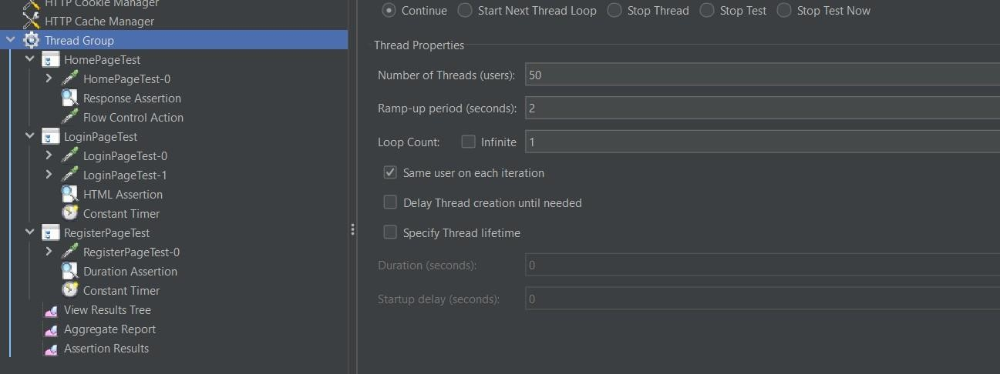 HTTP Cookie Manager
HTTP Cache Manager
Thread Group
HomePageTest
HomePageTest-0
Response Assertion
Flow Control Action
LoginPageTest
LoginPageTest-0
LoginPageTest-1
HTML Assertion
Constant Timer
RegisterPageTest
RegisterPageTest-0
Duration Assertion
Constant Timer
View Results Tree
Aggregate Report
Assertion Results
Continue Start Next Thread Loop Stop Thread Stop Test Stop Test Now
Thread Properties
Number of Threads (users): 50
Ramp-up period (seconds): 2
Loop Count: Infinite 1
Same user on each iteration
Delay Thread creation until needed
Specify Thread lifetime
Duration (seconds): 0
Startup delay (seconds): 0